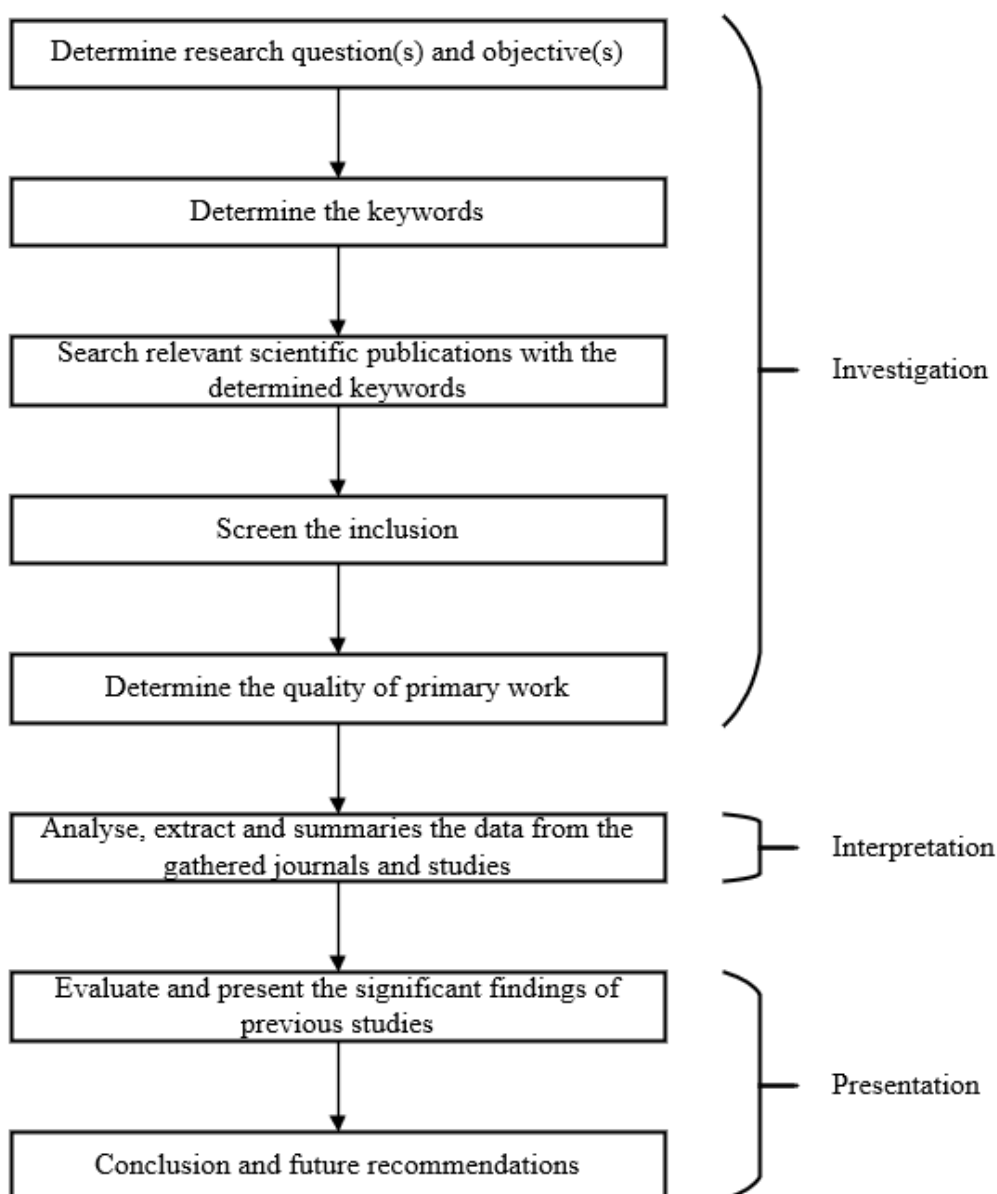 Determine research question(s) and objective(s)
Determine the keywords
Search relevant scientific publications with the
determined keywords
Screen the inclusion
Determine the quality of primary work
Investigation
Analyse, extract and summaries the data from the
gathered journals and studies
Interpretation
Evaluate and present the significant findings of
previous studies
Conclusion and future recommendations
Presentation